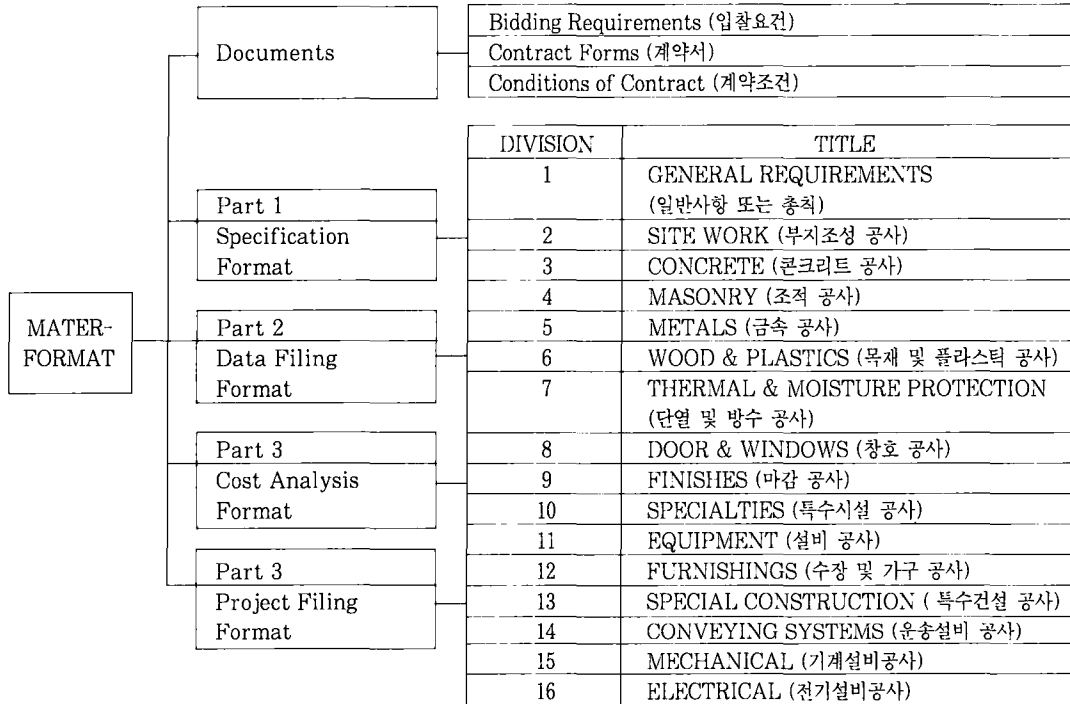 Documents
Bidding Requirements (입찰요건)
Contract Forms (계약서)
Conditions of Contract (계약조건)
MATER-
FORMAT
Part 1
Specification
Format
Part 2
Data Filing
Format
Part 3
Cost Analysis
Format
Part 3
Project Filing
Format
DIVISION TITLE
1 GENERAL REQUIREMENTS
(일반사항 또는 총칙)
2 SITE WORK (부지조성 공사)
3 CONCRETE (콘크리트 공사)
4 MASONRY (조적 공사)
5 METALS (금속 공사)
6 WOOD & PLASTICS (목재 및 플라스틱 공사)
7 THERMAL & MOISTURE PROTECTION
(단열 및 방수 공사)
8 DOOR & WINDOWS (창호 공사)
9 FINISHES (마감 공사)
10 SPECIALTIES (특수시설 공사)
11 EQUIPMENT (설비 공사)
12 FURNISHINGS (수장 및 가구 공사)
13 SPECIAL CONSTRUCTION ( 특수건설 공사)
14 CONVEYING SYSTEMS (운송설비 공사)
15 MECHANICAL (기계설비공사)
16 ELECTRICAL (전기설비공사)